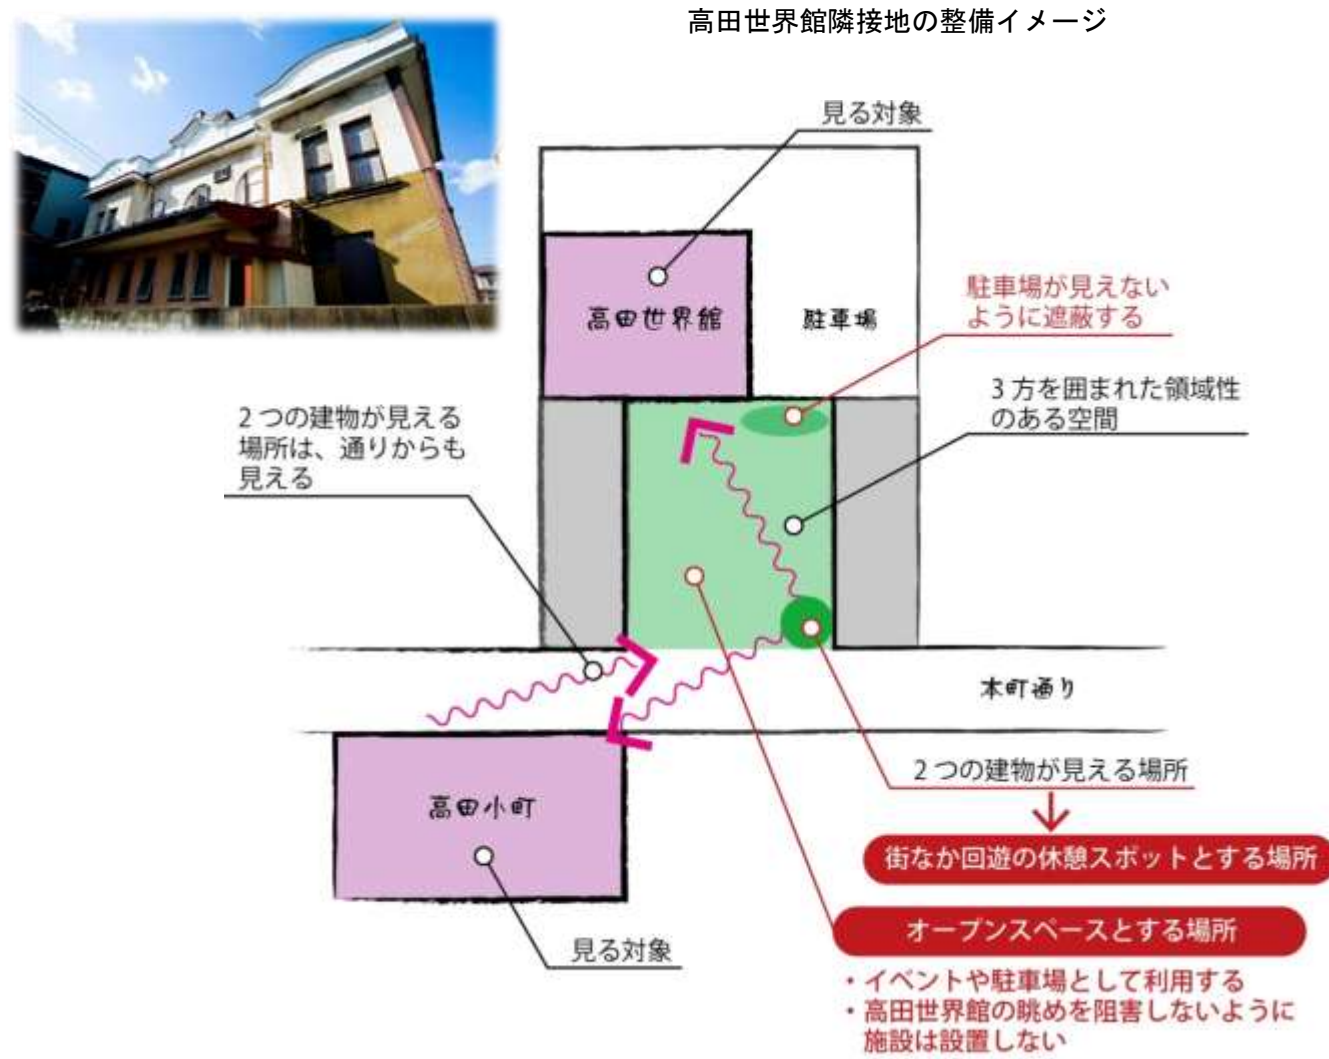 高田世界館隣接地の整備イメージ
見る対象
高田世界館
駐車場
駐車場が見えない
ように遮蔽する
3方を囲まれた領域性
のある空間
2つの建物が見える
場所は、通りからも
見える
本町通り
2つの建物が見える場所
街なか回遊の休憩スポットとする場所
高田小町
見る対象
オープンスペースとする場所
・イベントや駐車場として利用する
・高田世界館の眺めを阻害しないように
施設は設置しない